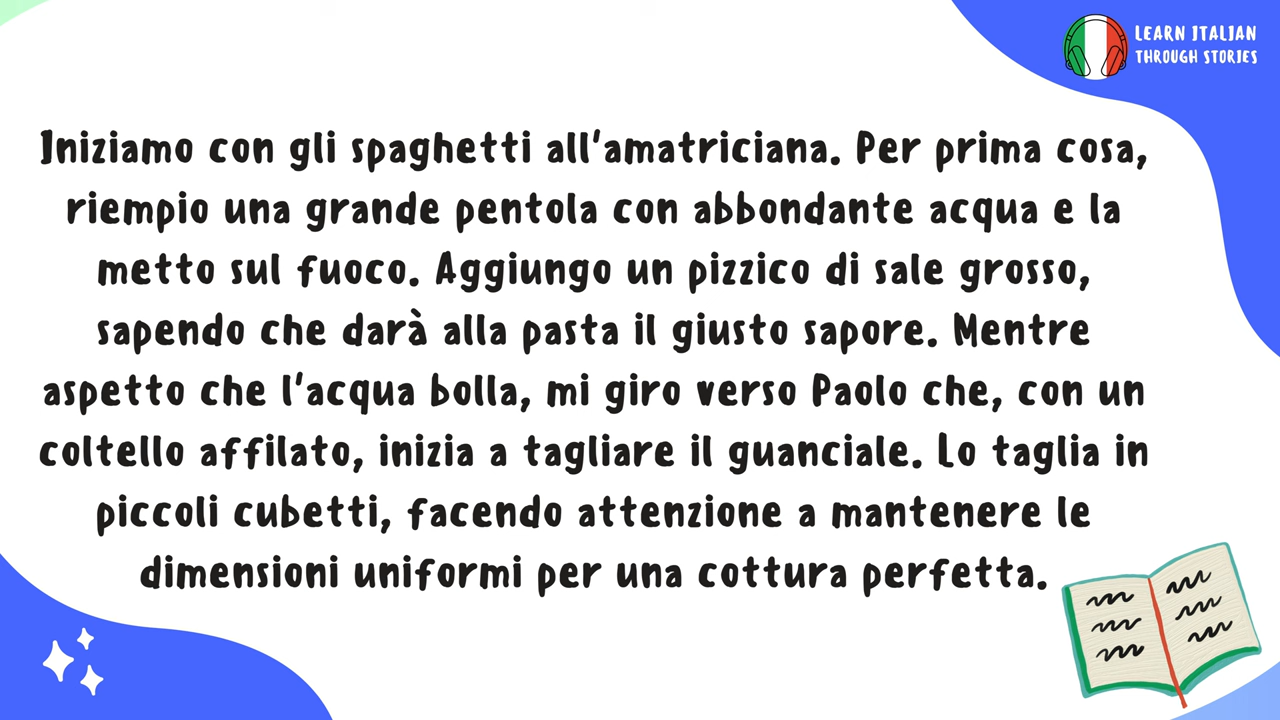 LEARN ITALIAN
THROUGH STORIES
Iniziamo con gli spaghetti all'amatriciana. Per prima cosa,
riempio una grande pentola con abbondante acqua e la
metto sul fuoco. Aggiungo un pizzico di sale grosso,
sapendo che darà alla pasta il giusto sapore. Mentre
aspetto che l'acqua bolla, mi giro verso Paolo che, con un
coltello affilato, inizia a tagliare il guanciale. Lo taglia in
piccoli cubetti, facendo attenzione a mantenere le
dimensioni uniformi per una cottura perfetta.